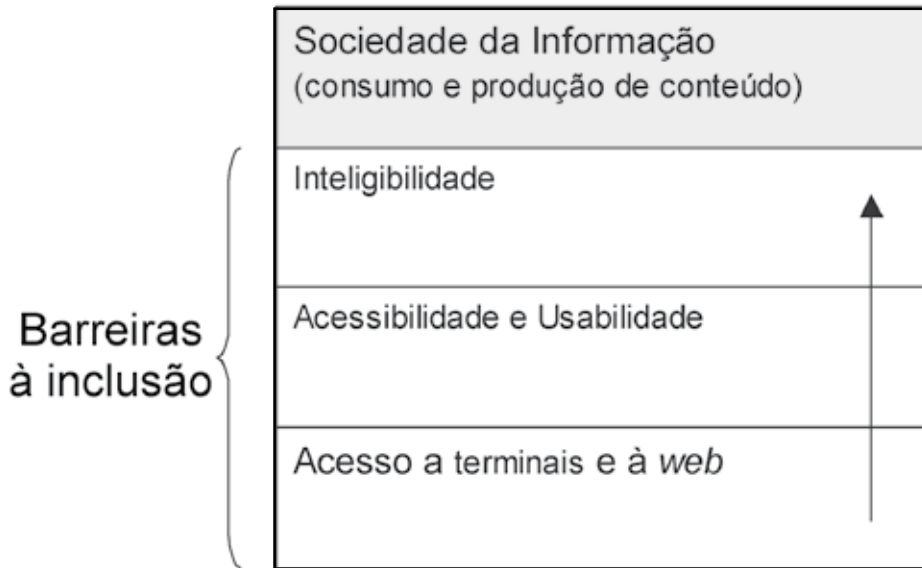 Sociedade da Informação
(consumo e produção de conteúdo)
Inteligibilidade
Acessibilidade e Usabilidade
Acesso a terminais e à web
Barreiras
à inclusão